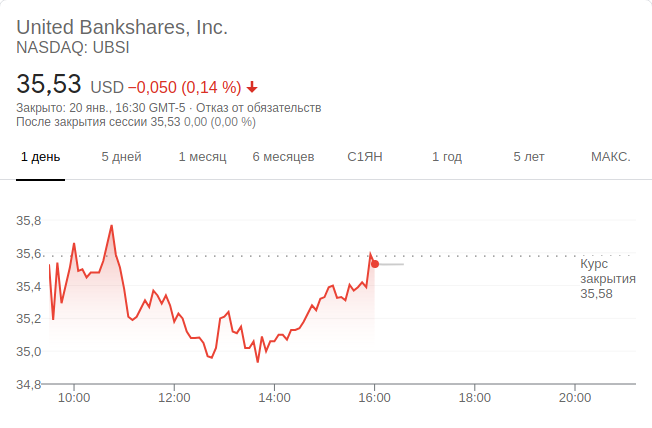 United Bankshares, Inc.
NASDAQ: UBSI
35,53 USD −0,050 (0,14 %)
Закрыто: 20 янв., 16:30 GMT-5 · Отказ от обязательств
После закрытия сессии 35,53 0,00 (0,00 %)
1 день 5 дней 1 месяц 6 месяцев С1ЯН 1 год 5 лет МАКС.
35,8
35,6
Курс
закрытия
35,58
35,4
35,2
35,0
34,8
10:00 12:00 14:00 16:00 18:00 20:00